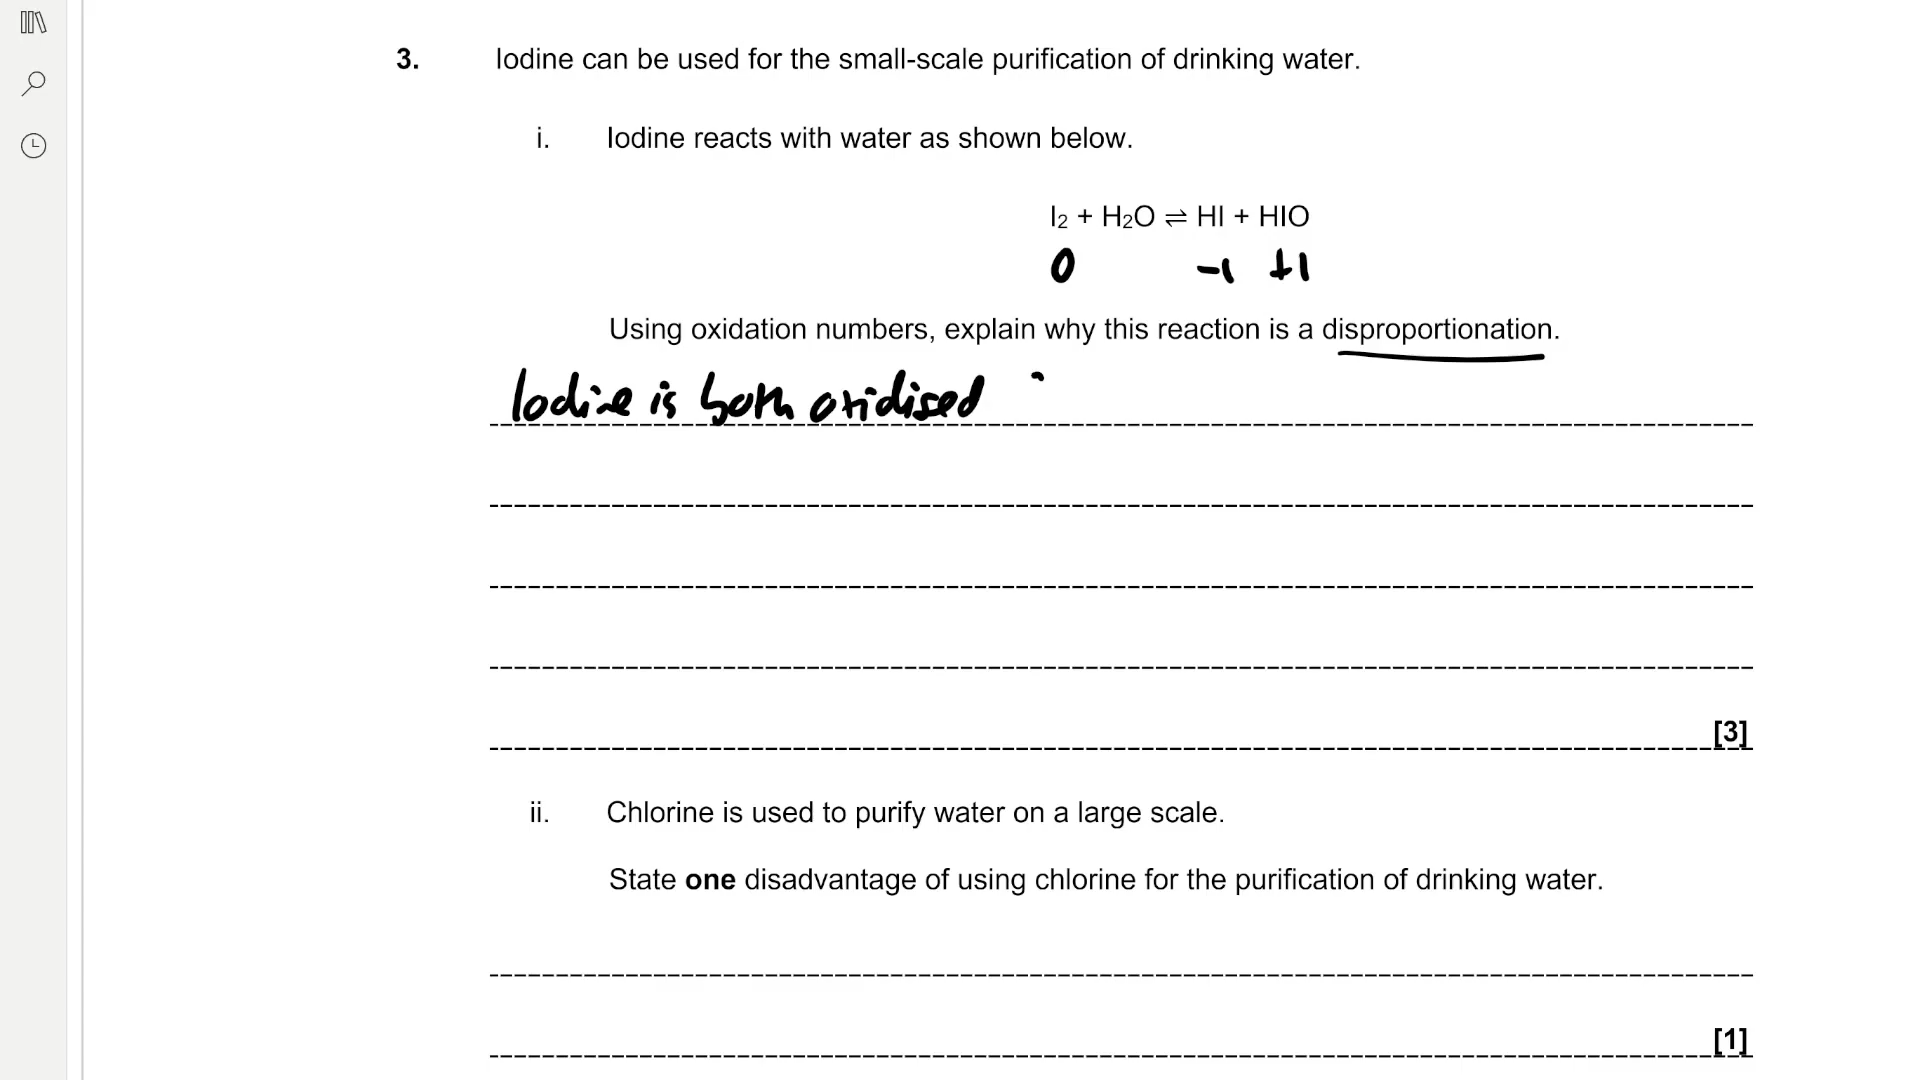 3. Iodine can be used for the small-scale purification of drinking water.
i. Iodine reacts with water as shown below.
I2 + H2O ⇌ HI + HIO
0 -1 +1
Using oxidation numbers, explain why this reaction is a disproportionation.
Iodine is both oxidised
[3]
ii. Chlorine is used to purify water on a large scale.
State one disadvantage of using chlorine for the purification of drinking water.
[1]